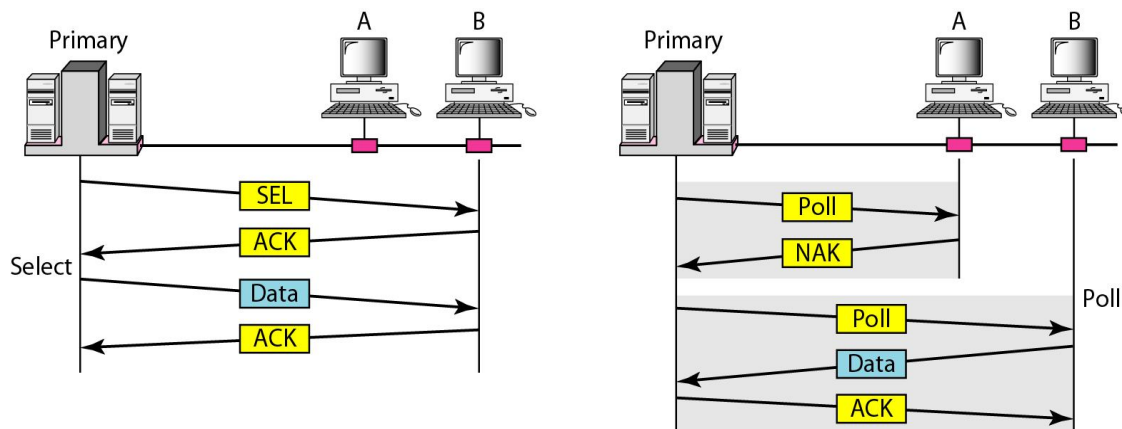 Primary
A
B
SEL
ACK
Select
Data
ACK
Primary
A
B
Poll
NAK
Poll
Poll
Data
ACK